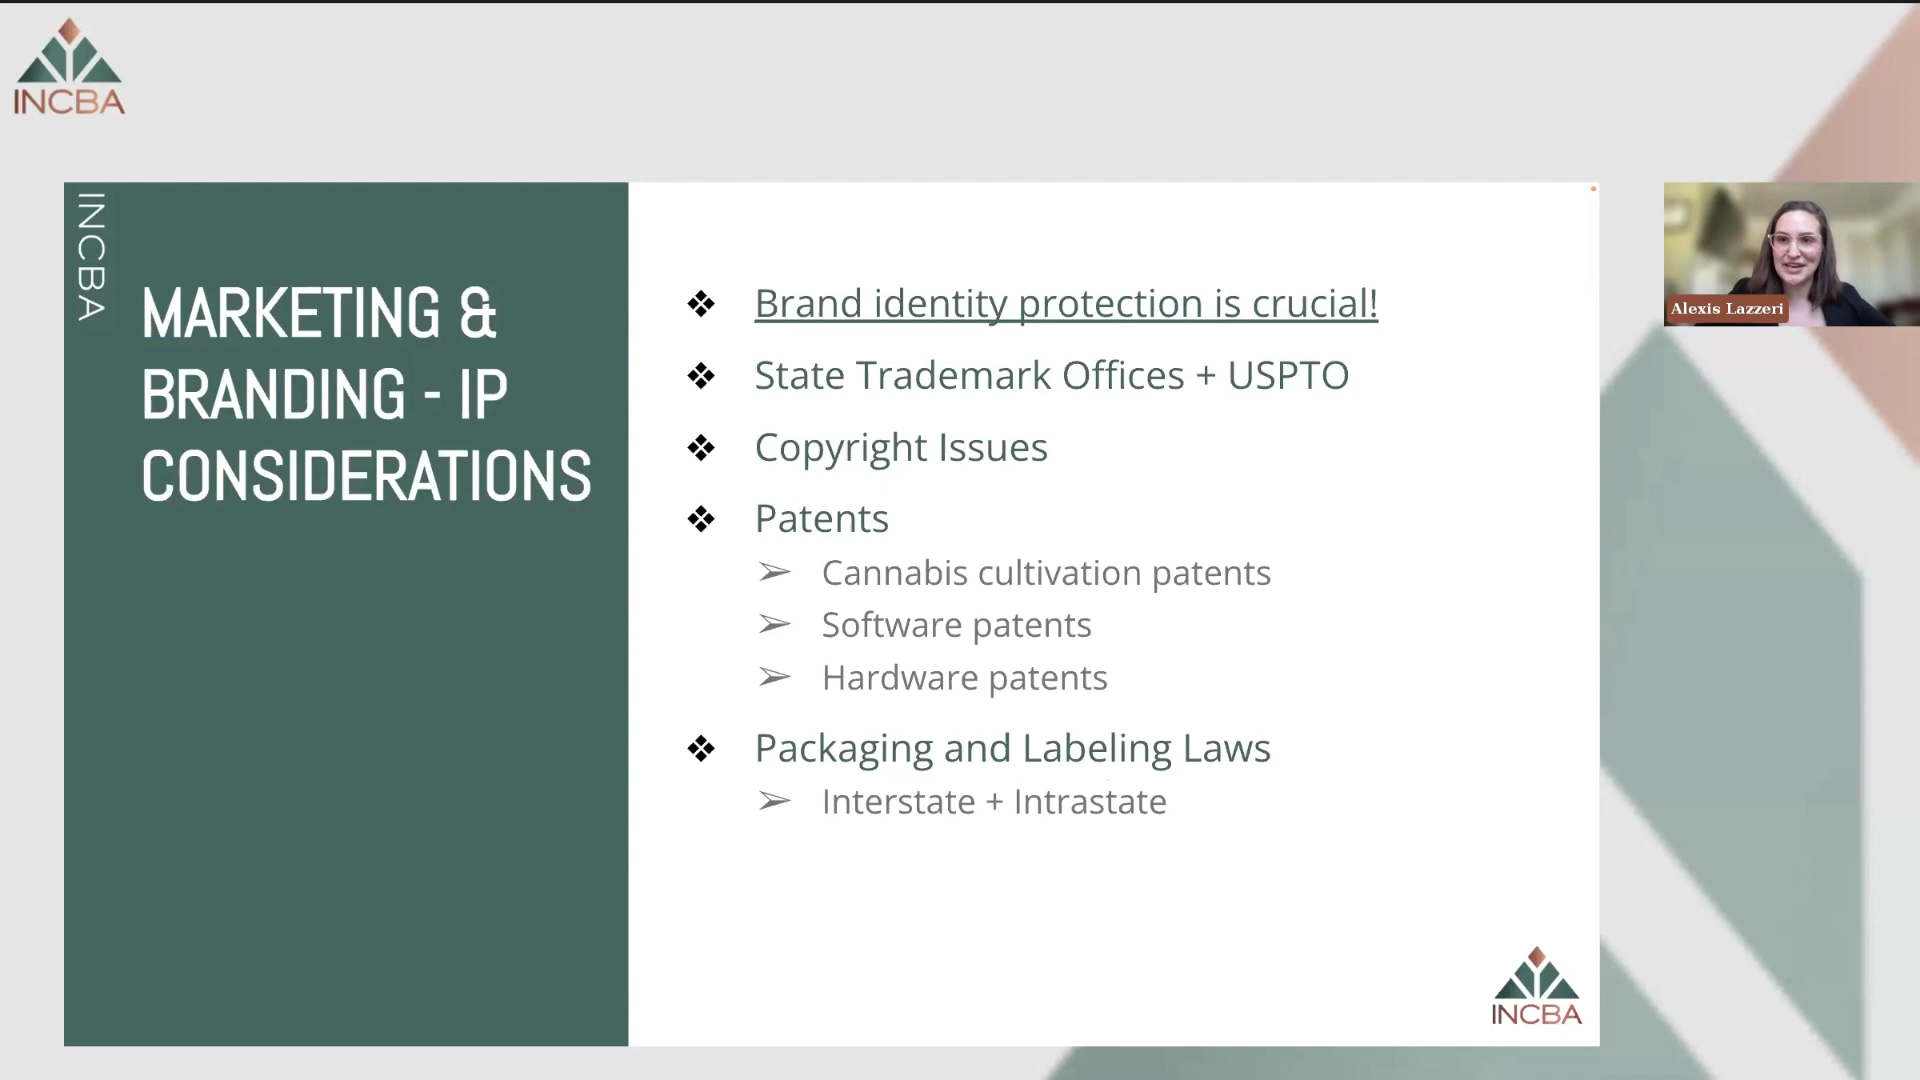 INCBA
INCBA
MARKETING &
BRANDING - IP
CONSIDERATIONS
❖ Brand identity protection is crucial!
❖ State Trademark Offices + USPTO
❖ Copyright Issues
❖ Patents
➢ Cannabis cultivation patents
➢ Software patents
➢ Hardware patents
❖ Packaging and Labeling Laws
➢ Interstate + Intrastate
INCBA
Alexis Lazzeri